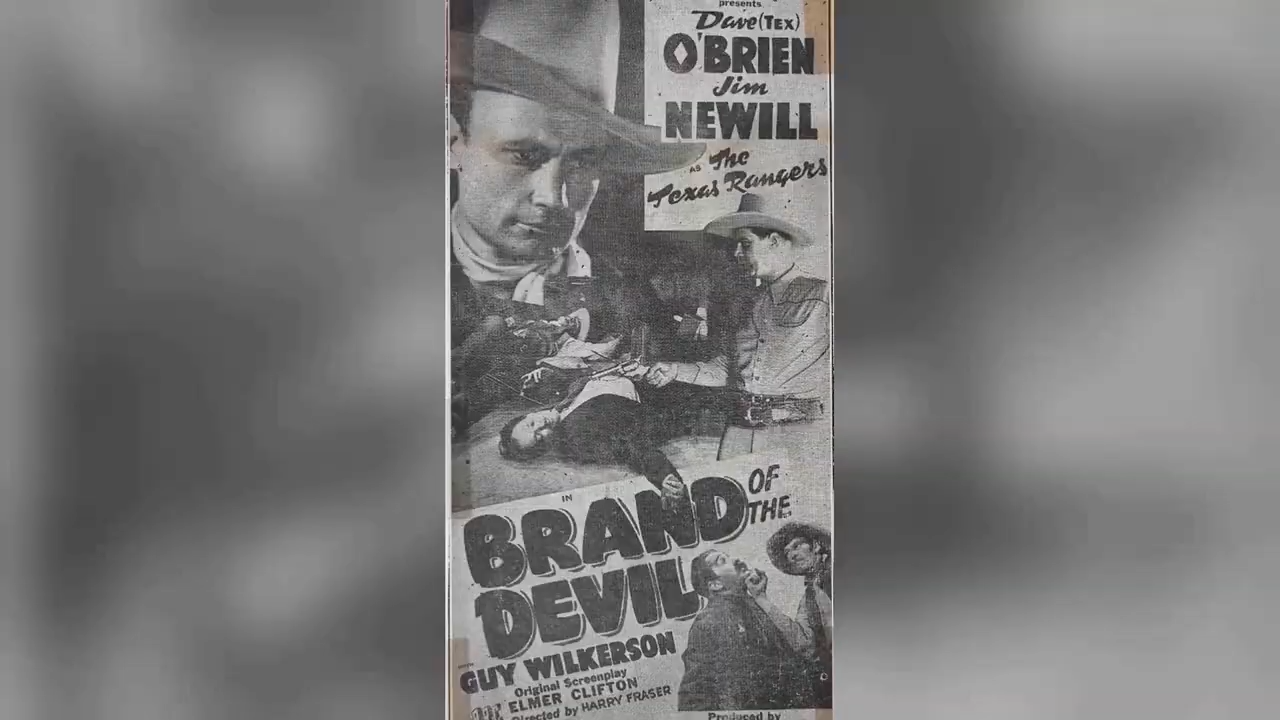 presents
Dave (TEX)
O'BRIEN
Jim
NEWILL
AS The
Texas Rangers
IN
BRAND OF
THE
DEVIL
GUY WILKERSON
Original Screenplay
ELMER CLIFTON
Directed by HARRY FRASER
Produced by